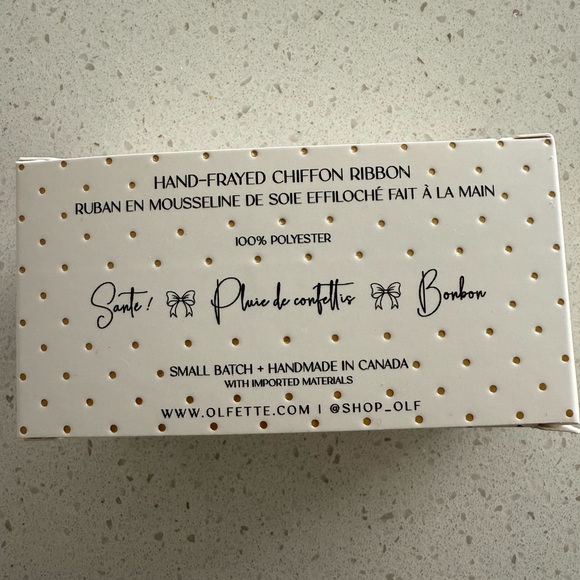 HAND-FRAYED CHIFFON RIBBON
RUBAN EN MOUSSELINE DE SOIE EFFILOCHÉ FAIT À LA MAIN
100% POLYESTER
Santé! Pluie de confettis Bonbon
SMALL BATCH + HANDMADE IN CANADA
WITH IMPORTED MATERIALS
WWW.OLFETTE.COM | @SHOP_OLF